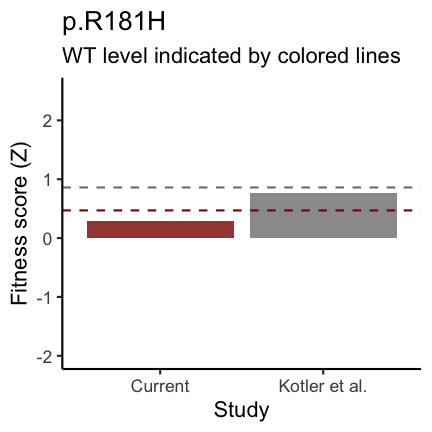 p.R181H
WT level indicated by colored lines
Fitness score (Z)
2
1
0
-1
-2
Current
Kotler et al.
Study